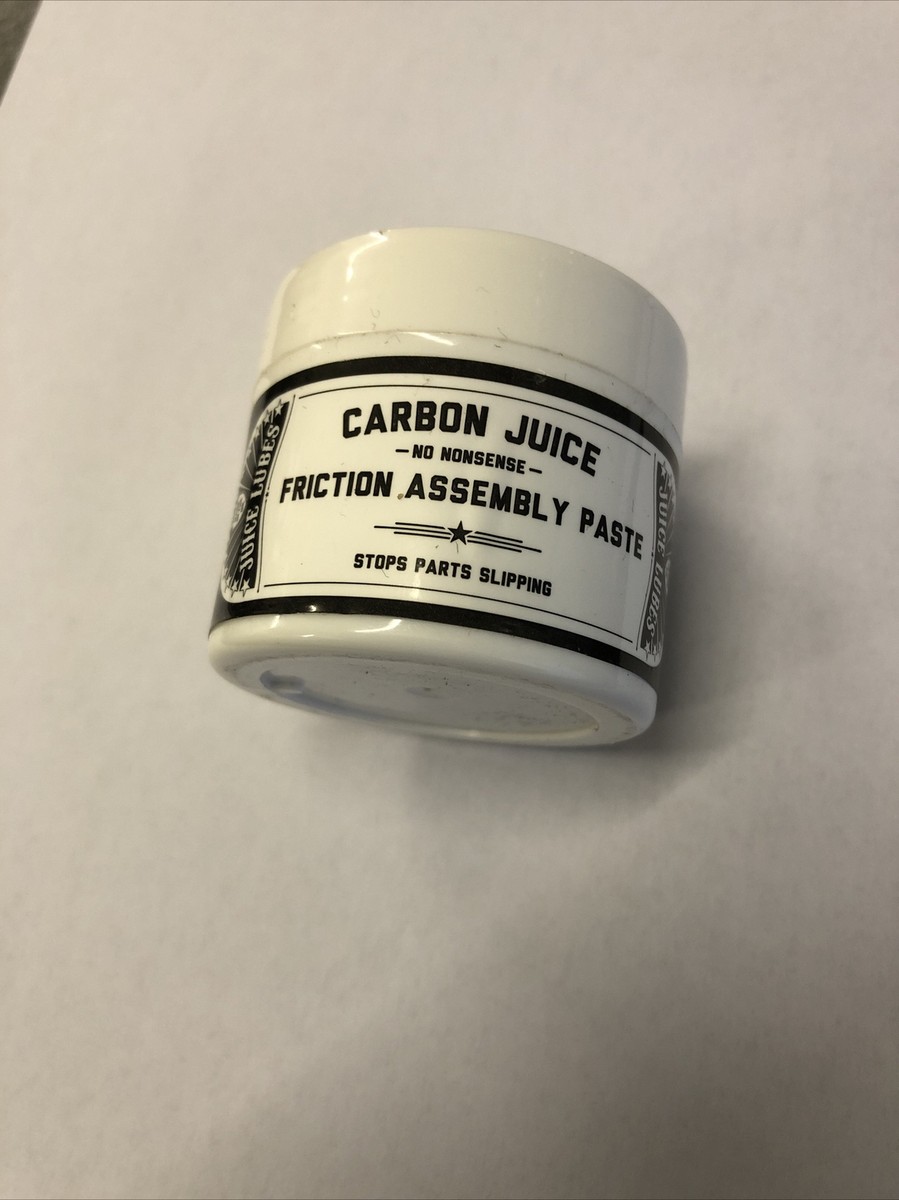 CARBON JUICE
—NO NONSENSE—
FRICTION ASSEMBLY PASTE
STOPS PARTS SLIPPING
JUICE LUBES
JUICE LUBES